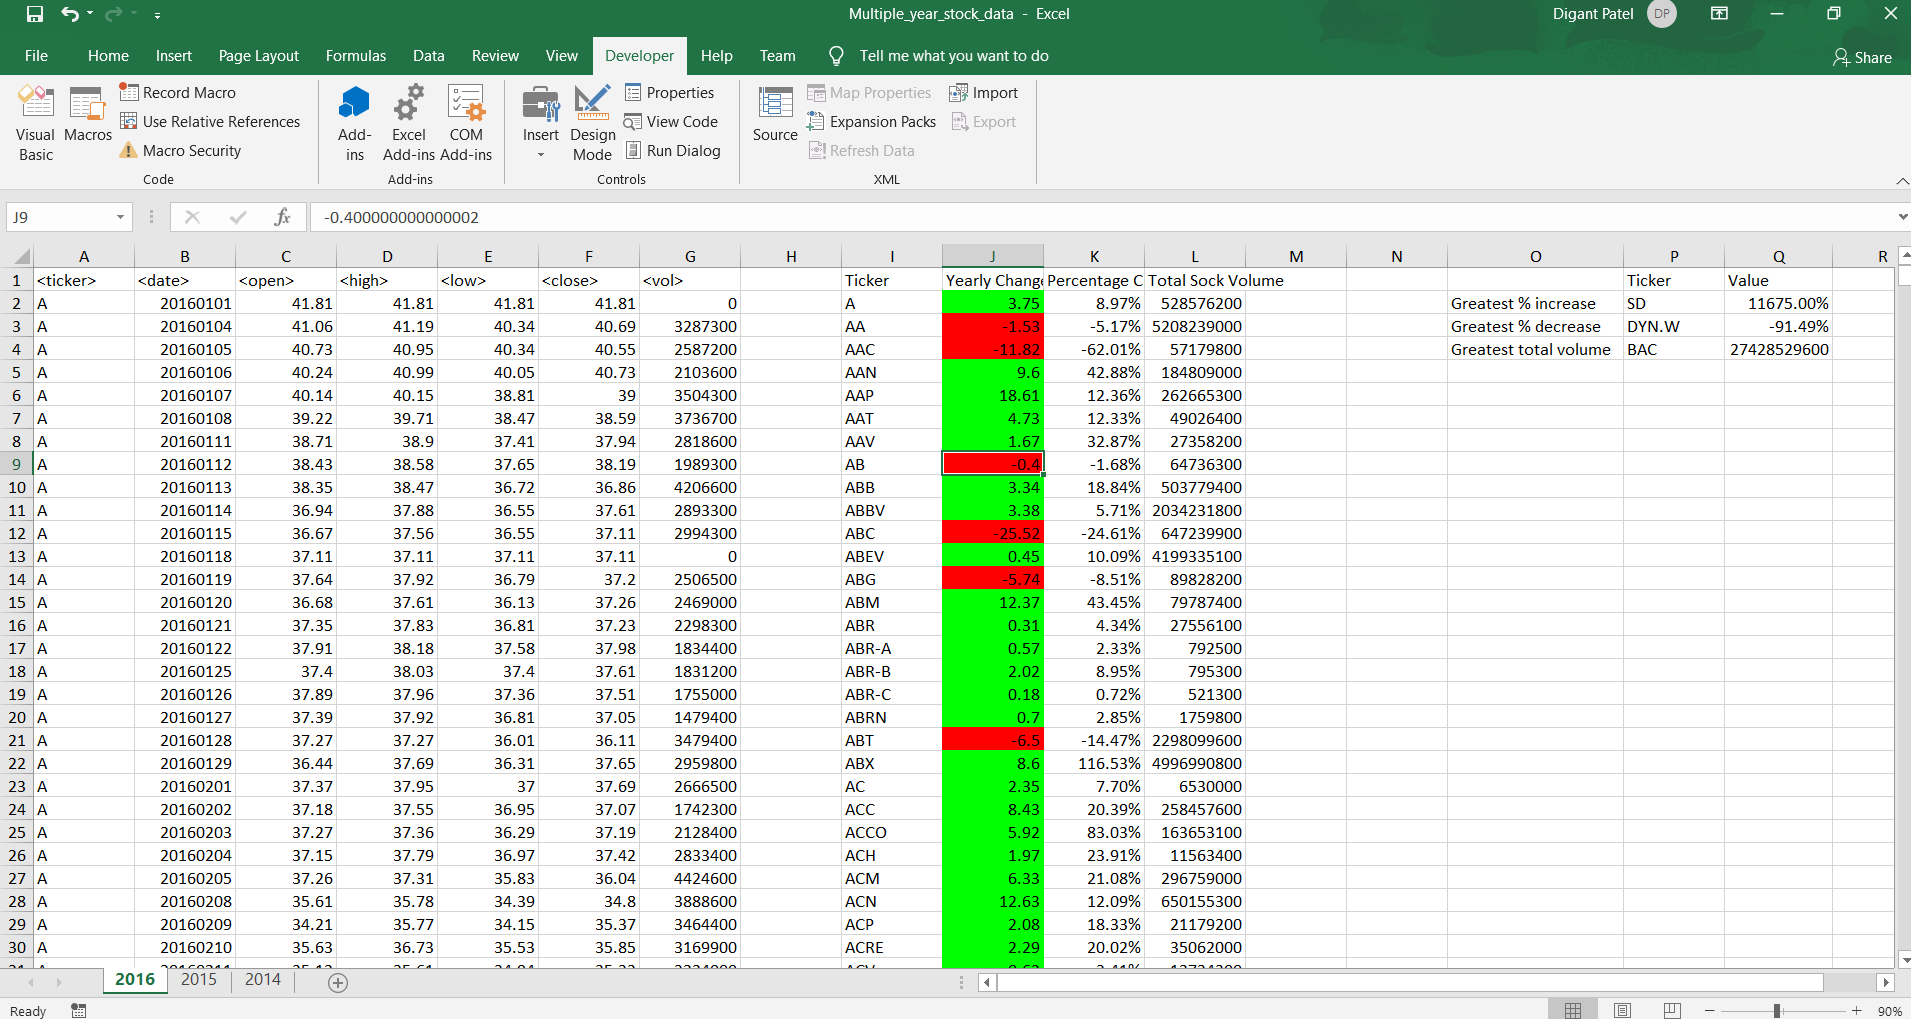 Multiple_year_stock_data - Excel
Digant Patel DP
File Home Insert Page Layout Formulas Data Review View Developer Help Team Tell me what you want to do Share
Visual Basic
Macros
Record Macro
Use Relative References
Macro Security
Code
Add-ins
Excel Add-ins
COM Add-ins
Add-ins
Insert
Design Mode
Properties
View Code
Run Dialog
Controls
Source
Map Properties
Expansion Packs
Refresh Data
Import
Export
XML
J9 fx -0.400000000000002
A B C D E F G H I J K L M N O P Q R
1 <ticker> <date> <open> <high> <low> <close> <vol> Ticker Yearly Change Percentage C Total Sock Volume Ticker Value
2 A 20160101 41.81 41.81 41.81 41.81 0 A 3.75 8.97% 528576200 Greatest % increase SD 11675.00%
3 A 20160104 41.06 41.19 40.34 40.69 3287300 AA -1.53 -5.17% 5208239000 Greatest % decrease DYN.W -91.49%
4 A 20160105 40.73 40.95 40.34 40.55 2587200 AAC -11.82 -62.01% 57179800 Greatest total volume BAC 27428529600
5 A 20160106 40.24 40.99 40.05 40.73 2103600 AAN 9.6 42.88% 184809000
6 A 20160107 40.14 40.15 38.81 39 3504300 AAP 18.61 12.36% 262665300
7 A 20160108 39.22 39.71 38.47 38.59 3736700 AAT 4.73 12.33% 49026400
8 A 20160111 38.71 38.9 37.41 37.94 2818600 AAV 1.67 32.87% 27358200
9 A 20160112 38.43 38.58 37.65 38.19 1989300 AB -0.4 -1.68% 64736300
10 A 20160113 38.35 38.47 36.72 36.86 4206600 ABB 3.34 18.84% 503779400
11 A 20160114 36.94 37.88 36.55 37.61 2893300 ABBV 3.38 5.71% 2034231800
12 A 20160115 36.67 37.56 36.55 37.11 2994300 ABC -25.52 -24.61% 647239900
13 A 20160118 37.11 37.11 37.11 37.11 0 ABEV 0.45 10.09% 4199335100
14 A 20160119 37.64 37.92 36.79 37.2 2506500 ABG -5.74 -8.51% 89828200
15 A 20160120 36.68 37.61 36.13 37.26 2469000 ABM 12.37 43.45% 79787400
16 A 20160121 37.35 37.83 36.81 37.23 2298300 ABR 0.31 4.34% 27556100
17 A 20160122 37.91 38.18 37.58 37.98 1834400 ABR-A 0.57 2.33% 792500
18 A 20160125 37.4 38.03 37.4 37.61 1831200 ABR-B 2.02 8.95% 795300
19 A 20160126 37.89 37.96 37.36 37.51 1755000 ABR-C 0.18 0.72% 521300
20 A 20160127 37.39 37.92 36.81 37.05 1479400 ABRN 0.7 2.85% 1759800
21 A 20160128 37.27 37.27 36.01 36.11 3479400 ABT -6.5 -14.47% 2298099600
22 A 20160129 36.44 37.69 36.31 37.65 2959800 ABX 8.6 116.53% 4996990800
23 A 20160201 37.37 37.95 37 37.69 2666500 AC 2.35 7.70% 6530000
24 A 20160202 37.18 37.55 36.95 37.07 1742300 ACC 8.43 20.39% 258457600
25 A 20160203 37.27 37.36 36.29 37.19 2128400 ACCO 5.92 83.03% 163653100
26 A 20160204 37.15 37.79 36.97 37.42 2833400 ACH 1.97 23.91% 11563400
27 A 20160205 37.26 37.31 35.83 36.04 4424600 ACM 6.33 21.08% 296759000
28 A 20160208 35.61 35.78 34.39 34.8 3888600 ACN 12.63 12.09% 650155300
29 A 20160209 34.21 35.77 34.15 35.37 3464400 ACP 2.08 18.33% 21179200
30 A 20160210 35.63 36.73 35.53 35.85 3169900 ACRE 2.29 20.02% 35062000
2016 2015 2014
Ready 90%